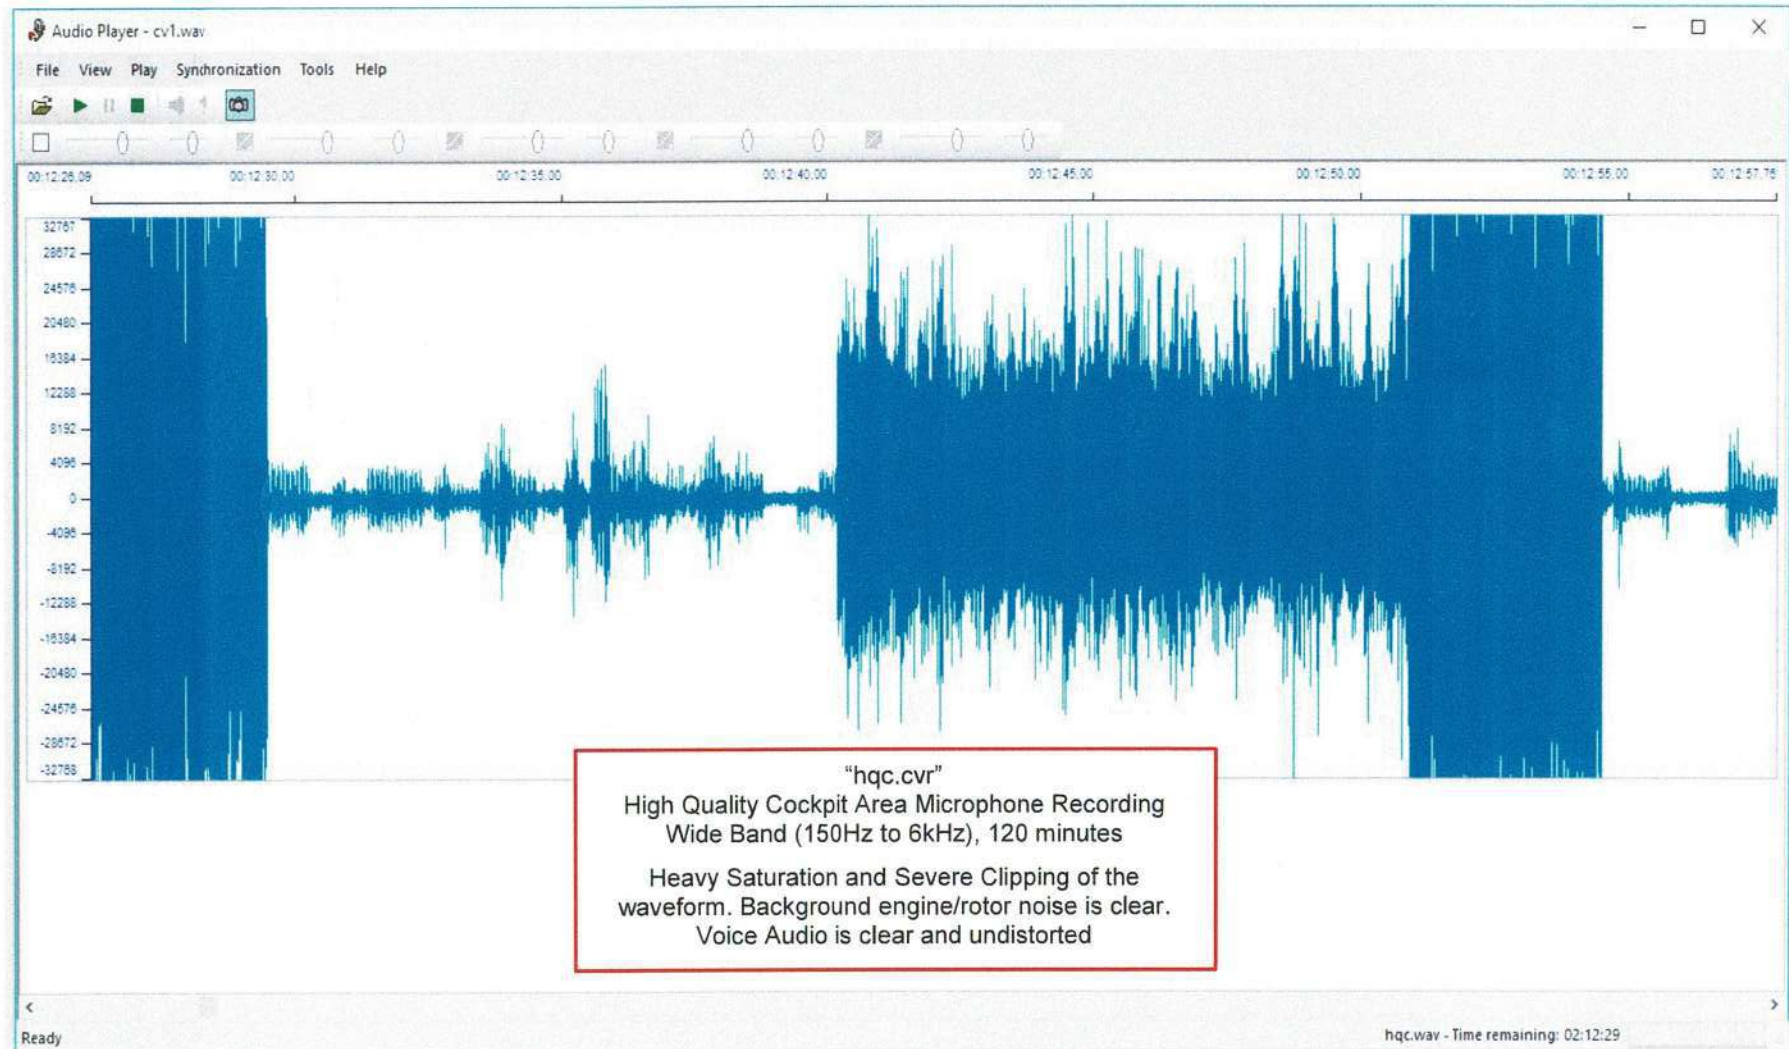 Audio Player - cv1.wav
File View Play Synchronization Tools Help
00:12:26.09 00:12:30.00 00:12:35.00 00:12:40.00 00:12:45.00 00:12:50.00 00:12:55.00 00:12:57.76
32767
28672
24576
20480
16384
12288
8192
4096
0
-4096
-8192
-12288
-16384
-20480
-24576
-28672
-32768
“hqc.cvr”
High Quality Cockpit Area Microphone Recording
Wide Band (150Hz to 6kHz), 120 minutes
Heavy Saturation and Severe Clipping of the
waveform. Background engine/rotor noise is clear.
Voice Audio is clear and undistorted
Ready
hqc.wav - Time remaining: 02:12:29